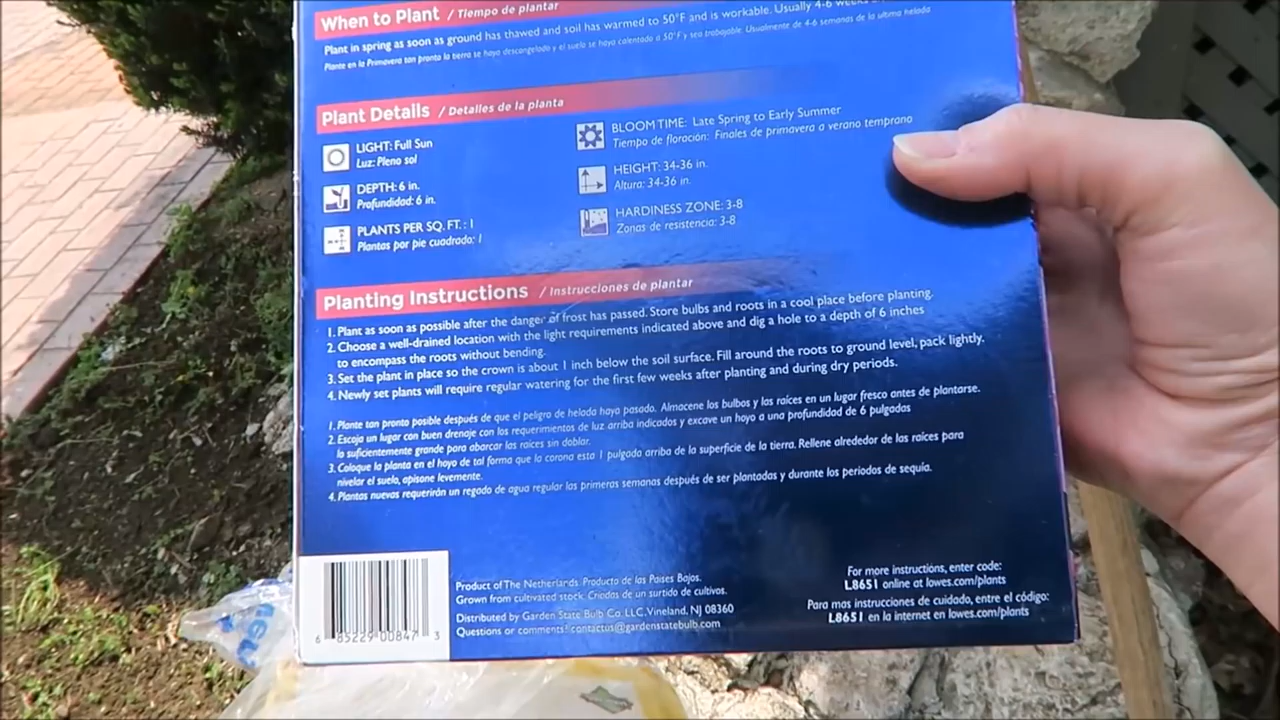 When to Plant / Tiempo de plantar
Plant in spring as soon as ground has thawed and soil has warmed to 50°F and is workable. Usually 4-6 weeks
Plante en la Primavera tan pronto la tierra se haya descongelado y el suelo se haya calentado a 50°F y sea trabajable. Usualmente de 4-6 semanas de la ultima helada
Plant Details / Detalles de la planta
LIGHT: Full Sun
Luz: Pleno sol
DEPTH: 6 in.
Profundidad: 6 in.
PLANTS PER SQ. FT. : 1
Plantas por pie cuadrado: 1
BLOOM TIME: Late Spring to Early Summer
Tiempo de floración: Finales de primavera a verano temprano
HEIGHT: 34-36 in.
Altura: 34-36 in.
HARDINESS ZONE: 3-8
Zonas de resistencia: 3-8
Planting Instructions / Instrucciones de plantar
1. Plant as soon as possible after the danger of frost has passed. Store bulbs and roots in a cool place before planting.
2. Choose a well-drained location with the light requirements indicated above and dig a hole to a depth of 6 inches
to encompass the roots without bending.
3. Set the plant in place so the crown is about 1 inch below the soil surface. Fill around the roots to ground level, pack lightly.
4. Newly set plants will require regular watering for the first few weeks after planting and during dry periods.
1. Plante tan pronto posible después de que el peligro de helada haya pasado. Almacene los bulbos y las raíces en un lugar fresco antes de plantarse.
2. Escoja un lugar con buen drenaje con los requerimientos de luz arriba indicados y excave un hoyo a una profundidad de 6 pulgadas
lo suficientemente grande para abarcar las raíces sin doblar.
3. Coloque la planta en el hoyo de tal forma que la corona esta 1 pulgada arriba de la superficie de la tierra. Rellene alrededor de las raíces para
nivelar el suelo, apisone levemente.
4. Plantas nuevas requerirán un regado de agua regular las primeras semanas después de ser plantadas y durante los periodos de sequía.
6 85229 00847 3
Product of The Netherlands. Producto de las Paises Bajos.
Grown from cultivated stock. Criadas de un surtido de cultivos.
Distributed by Garden State Bulb Co. LLC, Vineland, NJ 08360
Questions or comments? contactus@gardenstatebulb.com
For more instructions, enter code:
L8651 online at lowes.com/plants
Para mas instrucciones de cuidado, entre el código:
L8651 en la internet en lowes.com/plants